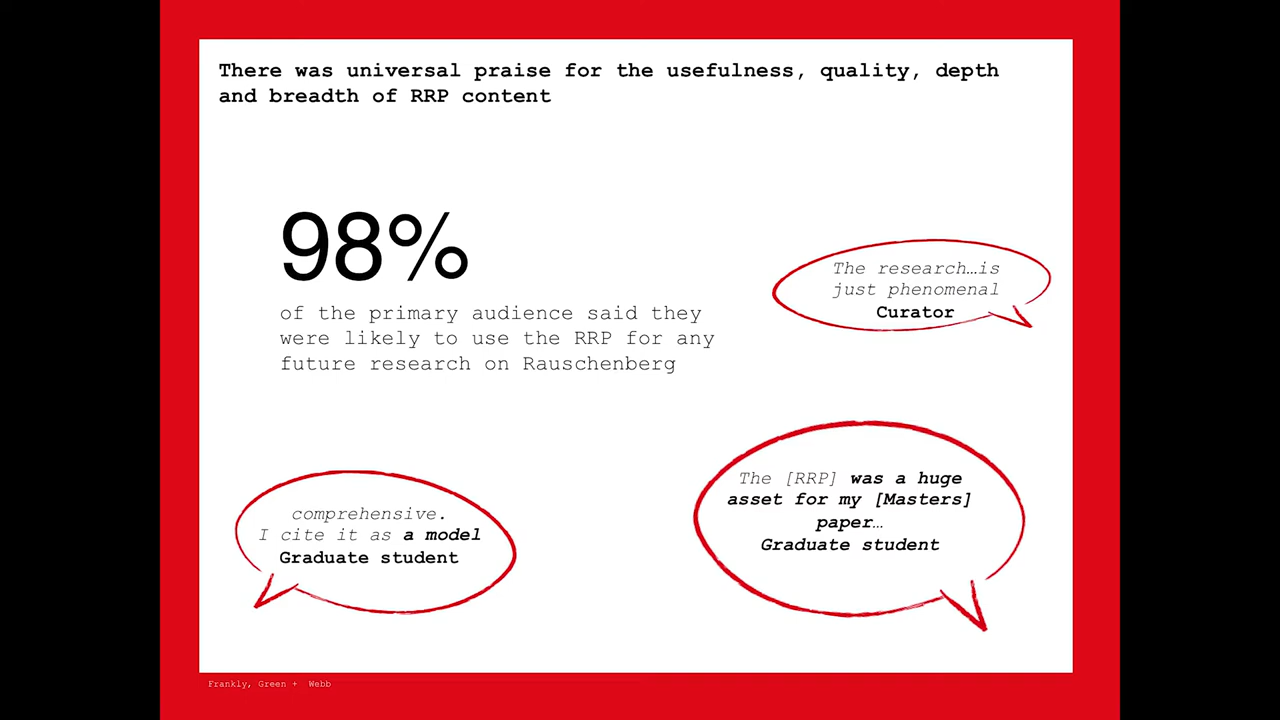 There was universal praise for the usefulness, quality, depth
and breadth of RRP content
98%
of the primary audience said they
were likely to use the RRP for any
future research on Rauschenberg
The research…is
just phenomenal
Curator
comprehensive.
I cite it as a model
Graduate student
The [RRP] was a huge
asset for my [Masters]
paper…
Graduate student
Frankly, Green + Webb